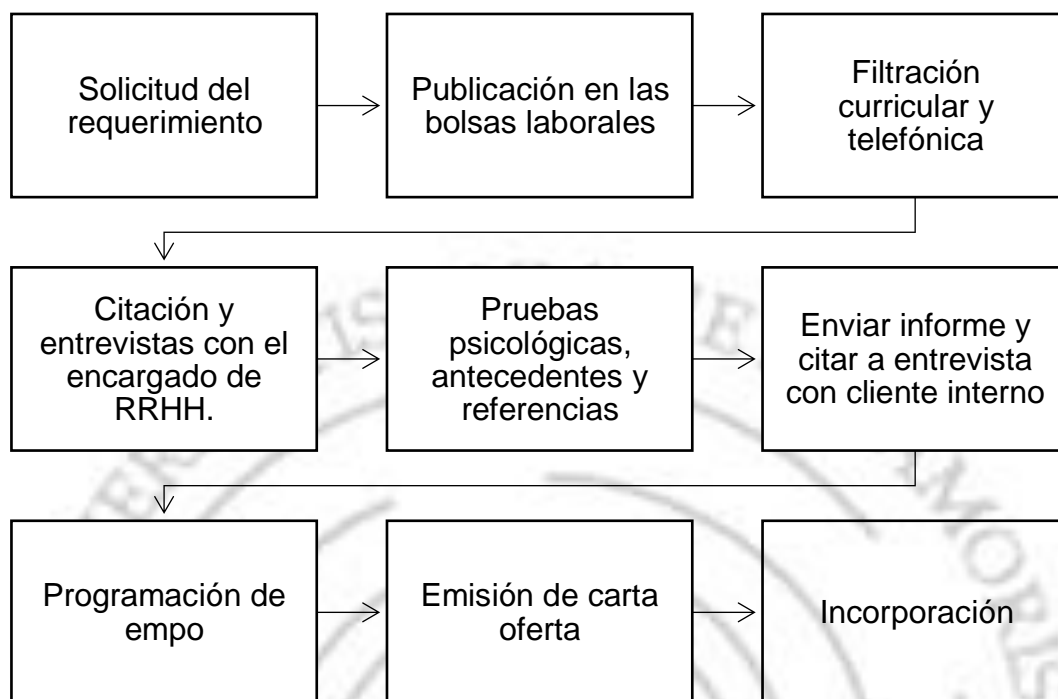 Solicitud del
requerimiento
Publicación en las
bolsas laborales
Filtración
curricular y
telefónica
Citación y
entrevistas con el
encargado de
RRHH.
Pruebas
psicológicas,
antecedentes y
referencias
Enviar informe y
citar a entrevista
con cliente interno
Programación de
empo
Emisión de carta
oferta
Incorporación